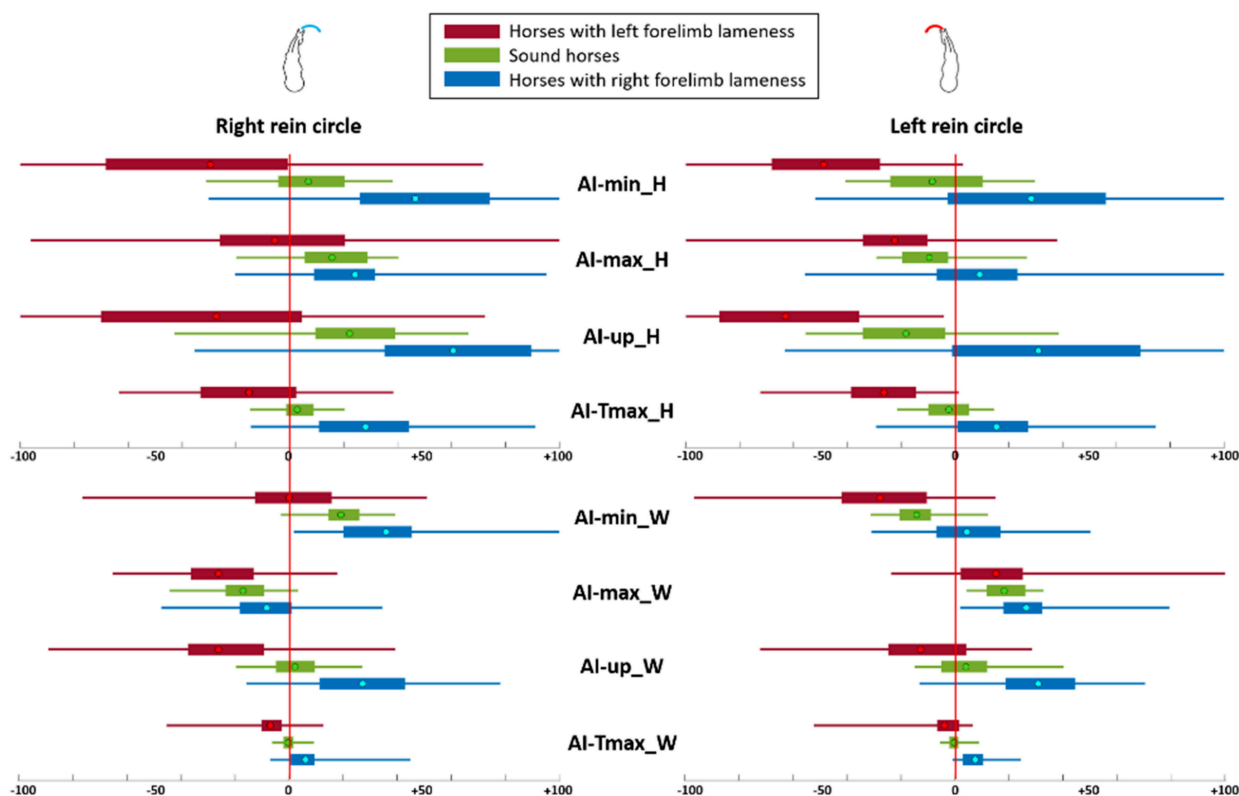 Horses with left forelimb lameness
Sound horses
Horses with right forelimb lameness
Right rein circle
Left rein circle
AI-min_H
AI-max_H
AI-up_H
AI-Tmax_H
-100 -50 0 +50 +100
-100 -50 0 +50 +100
AI-min_W
AI-max_W
AI-up_W
AI-Tmax_W
-100 -50 0 +50 +100
-100 -50 0 +50 +100